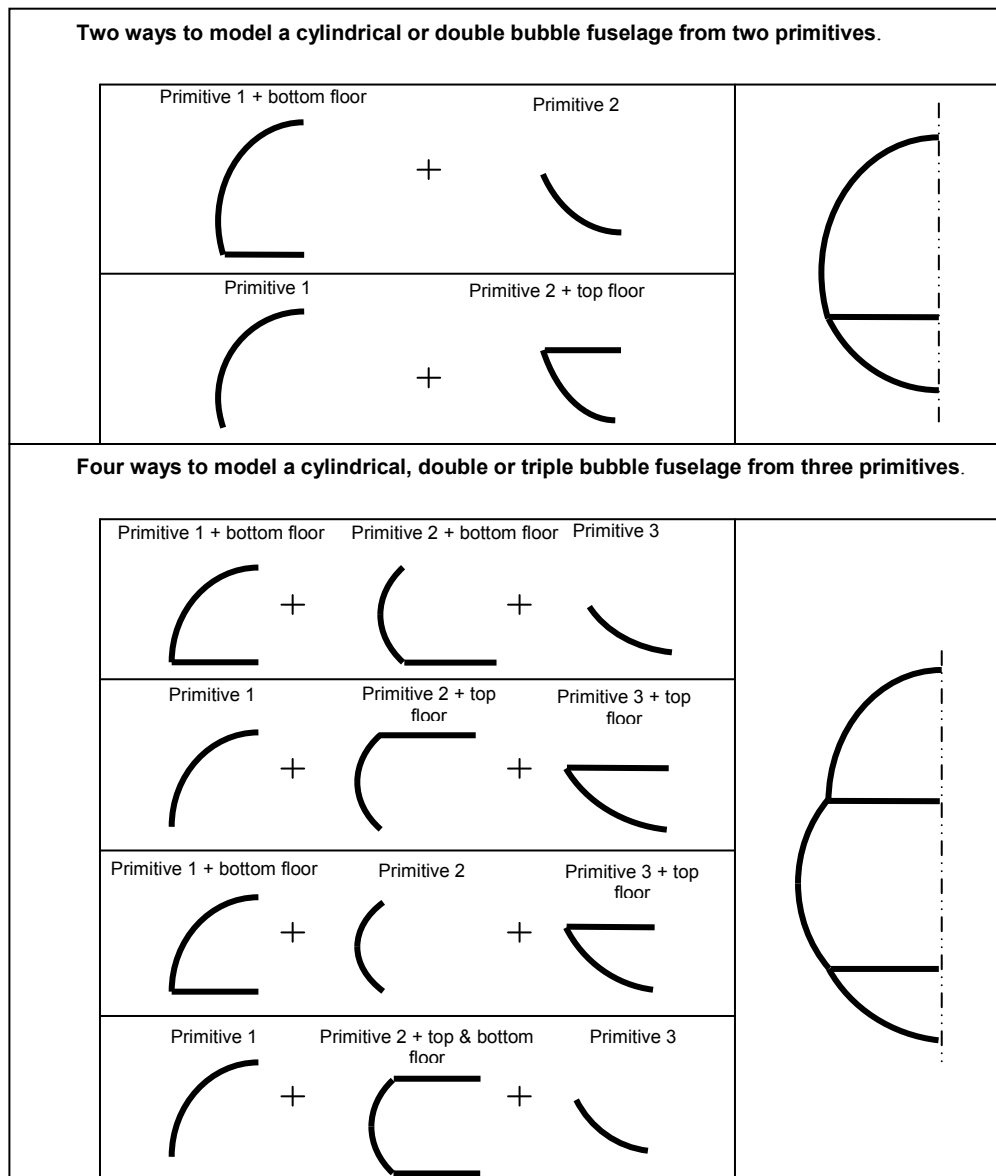 Two ways to model a cylindrical or double bubble fuselage from two primitives.
Primitive 1 + bottom floor
+
Primitive 2
Primitive 1
+
Primitive 2 + top floor
Four ways to model a cylindrical, double or triple bubble fuselage from three primitives.
Primitive 1 + bottom floor
+
Primitive 2 + bottom floor
+
Primitive 3
Primitive 1
+
Primitive 2 + top
floor
+
Primitive 3 + top
floor
Primitive 1 + bottom floor
+
Primitive 2
+
Primitive 3 + top
floor
Primitive 1
+
Primitive 2 + top & bottom
floor
+
Primitive 3